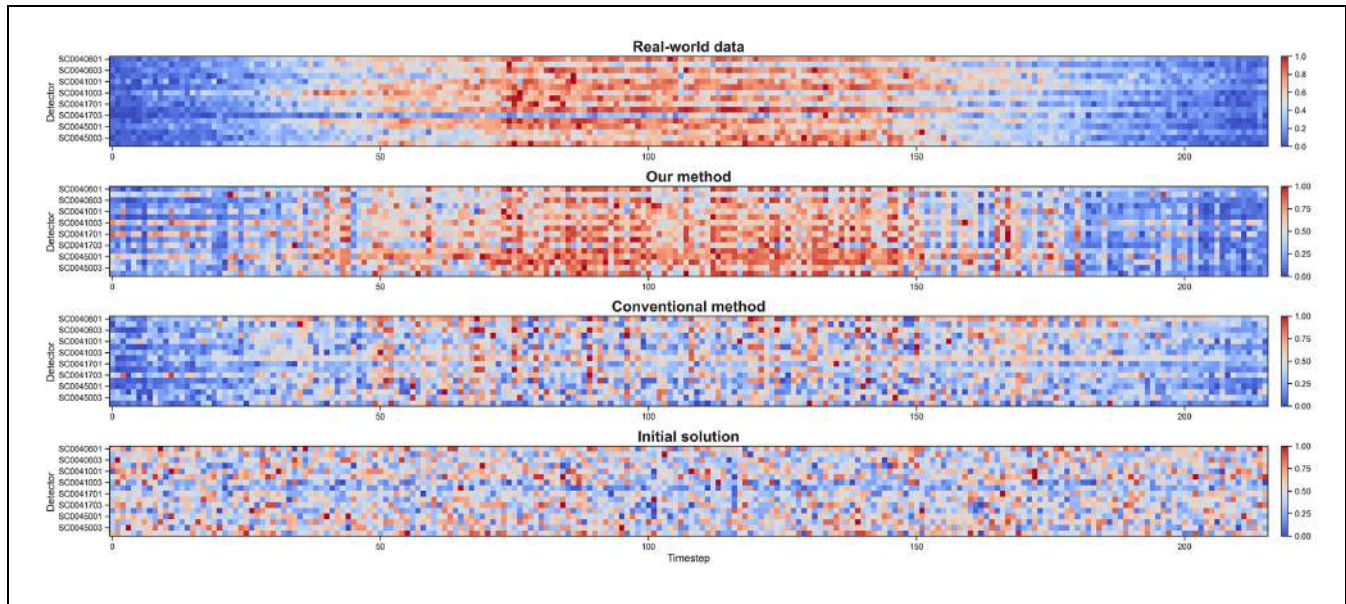 Real-world data
Detector
SC0040601
SC0040603
SC0041001
SC0041003
SC0041701
SC0041703
SC0045001
SC0045003
0 50 100 150 200
1.0
0.8
0.6
0.4
0.2
0.0
Our method
Detector
SC0040601
SC0040603
SC0041001
SC0041003
SC0041701
SC0041703
SC0045001
SC0045003
0 50 100 150 200
1.00
0.75
0.50
0.25
0.00
Conventional method
Detector
SC0040601
SC0040603
SC0041001
SC0041003
SC0041701
SC0041703
SC0045001
SC0045003
0 50 100 150 200
1.00
0.75
0.50
0.25
0.00
Initial solution
Detector
SC0040601
SC0040603
SC0041001
SC0041003
SC0041701
SC0041703
SC0045001
SC0045003
0 50 100 150 200
Timestep
1.00
0.75
0.50
0.25
0.00